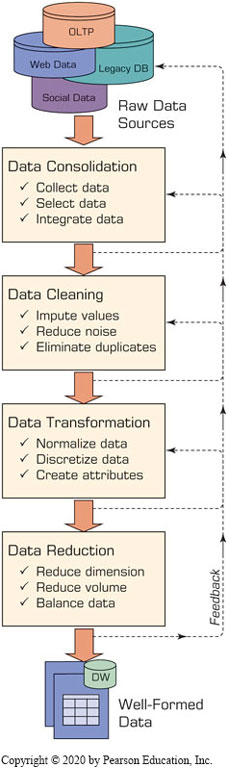 OLTP
Web Data
Legacy DB
Social Data
Raw Data
Sources
Data Consolidation
✓ Collect data
✓ Select data
✓ Integrate data
Data Cleaning
✓ Impute values
✓ Reduce noise
✓ Eliminate duplicates
Data Transformation
✓ Normalize data
✓ Discretize data
✓ Create attributes
Data Reduction
✓ Reduce dimension
✓ Reduce volume
✓ Balance data
Feedback
DW
Well-Formed
Data
Copyright © 2020 by Pearson Education, Inc.